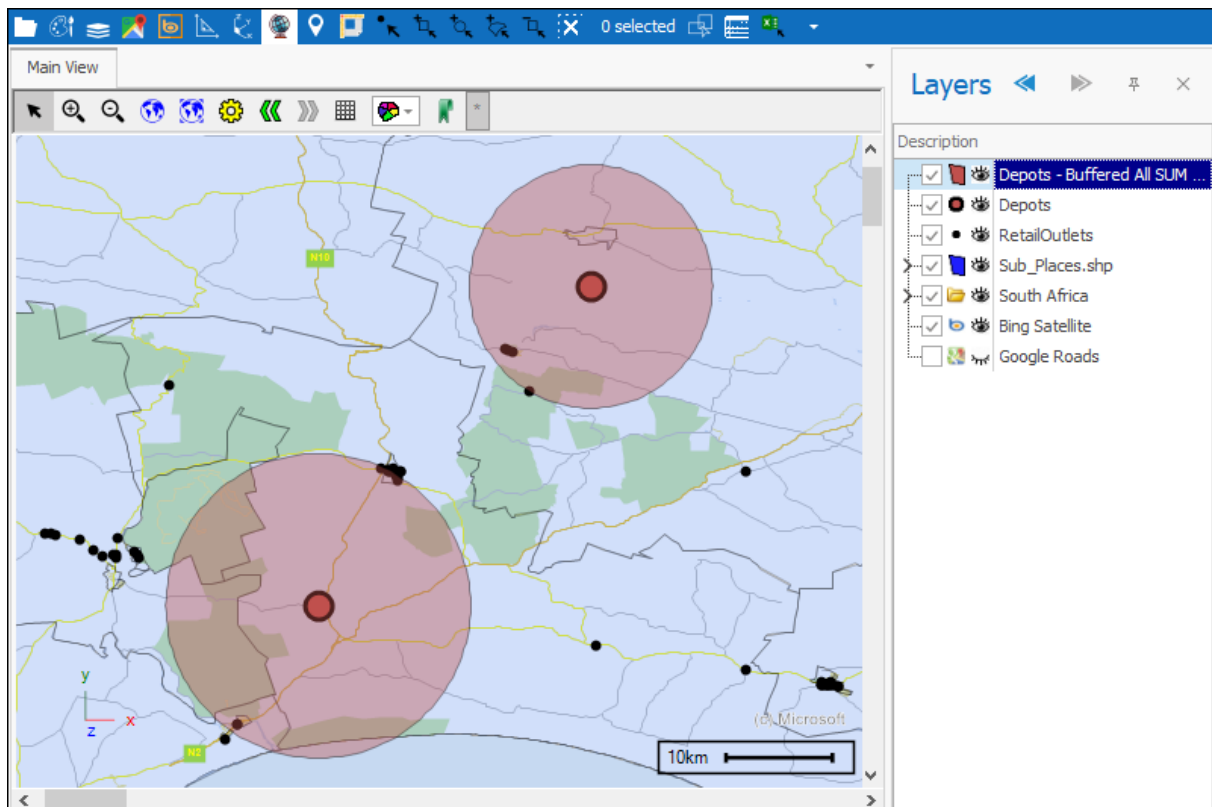 0 selected
Main View
Layers
Description
Depots - Buffered All SUM ...
Depots
RetailOutlets
Sub_Places.shp
South Africa
Bing Satellite
Google Roads
N10
y
x
z
N2
(c) Microsoft
10km